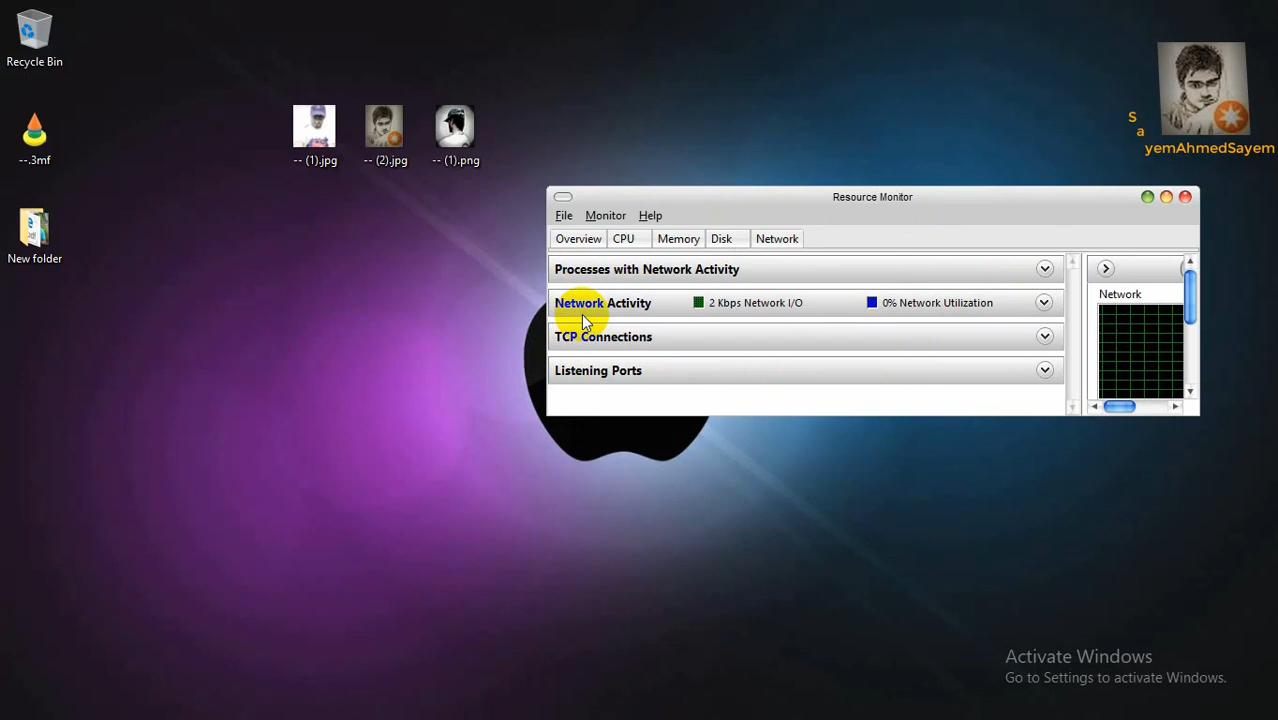 Recycle Bin
--.3mf
New folder
-- (1).jpg
-- (2).jpg
-- (1).png
S
a
yemAhmedSayem
Resource Monitor
File Monitor Help
Overview CPU Memory Disk Network
Processes with Network Activity
Network Activity 2 Kbps Network I/O 0% Network Utilization
TCP Connections
Listening Ports
Network
Activate Windows
Go to Settings to activate Windows.